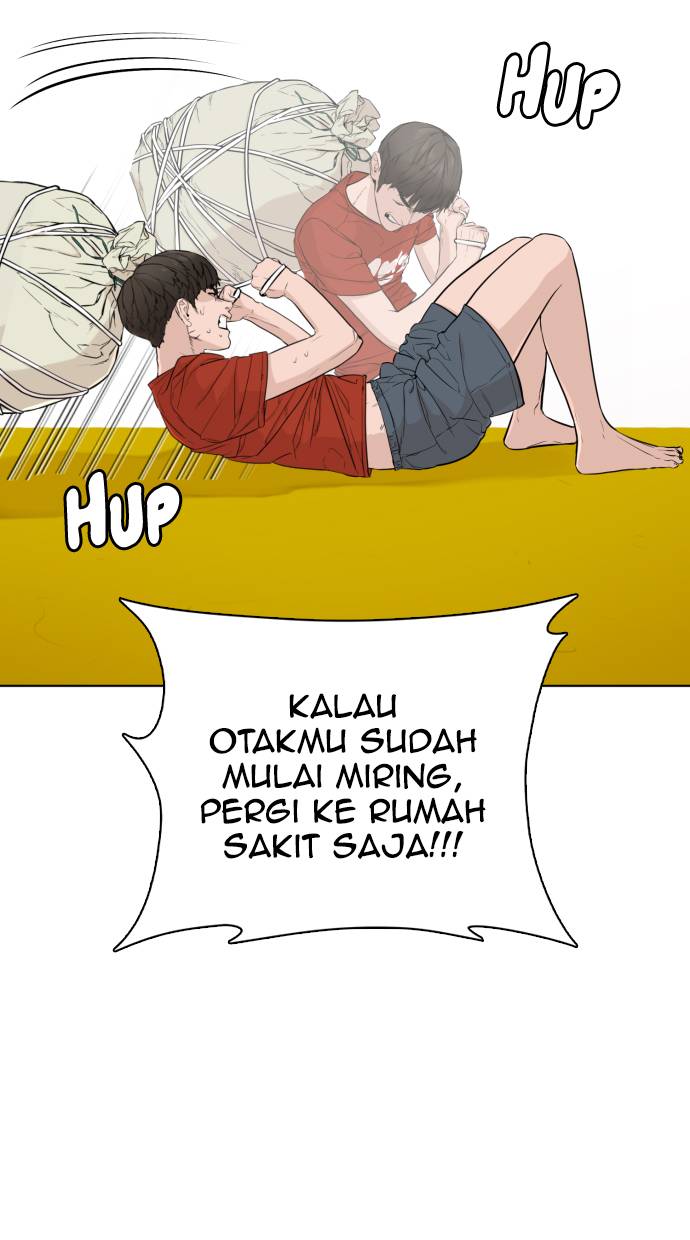 HUP
HUP
KALAU
OTAKMU SUDAH
MULAI MIRING,
PERGI KE RUMAH
SAKIT SAJA!!!